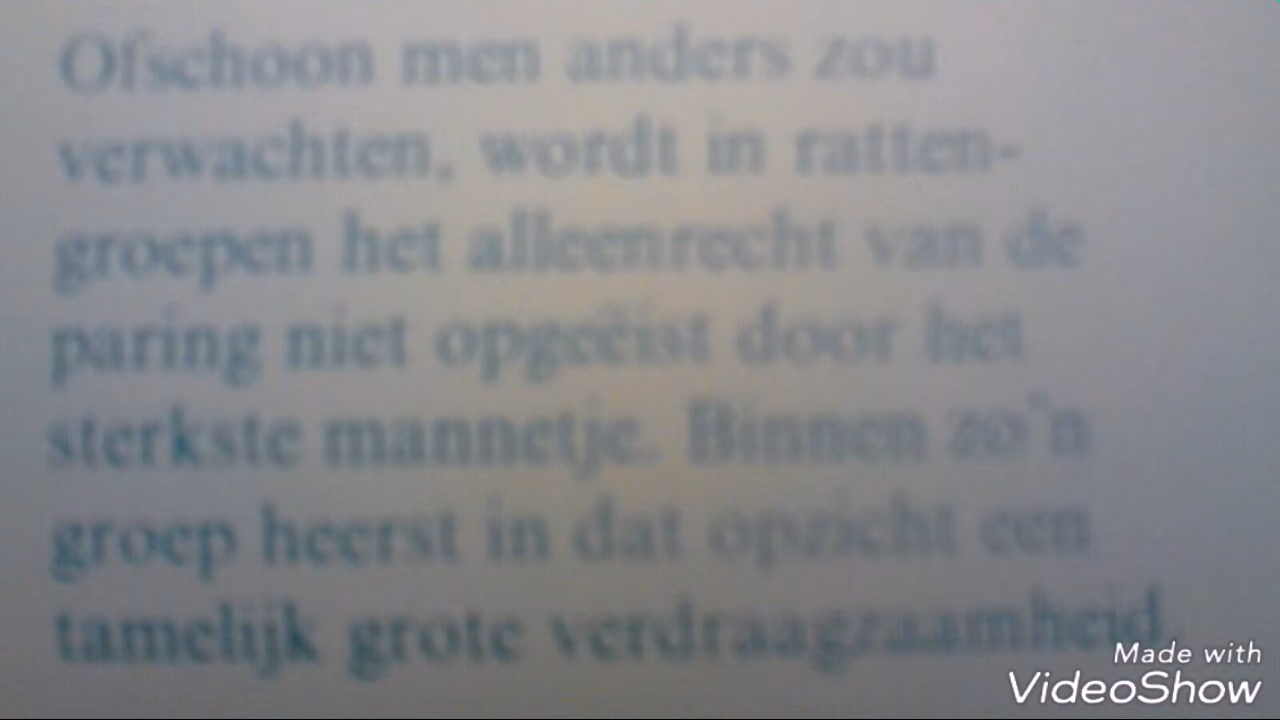 Ofschoon men anders zou
verwachten, wordt in ratten-
groepen het alleenrecht van de
paring niet opgeëist door het
sterkste mannetje. Binnen zo'n
groep heerst in dat opzicht een
tamelijk grote verdraagzaamheid.
Made with
VideoShow